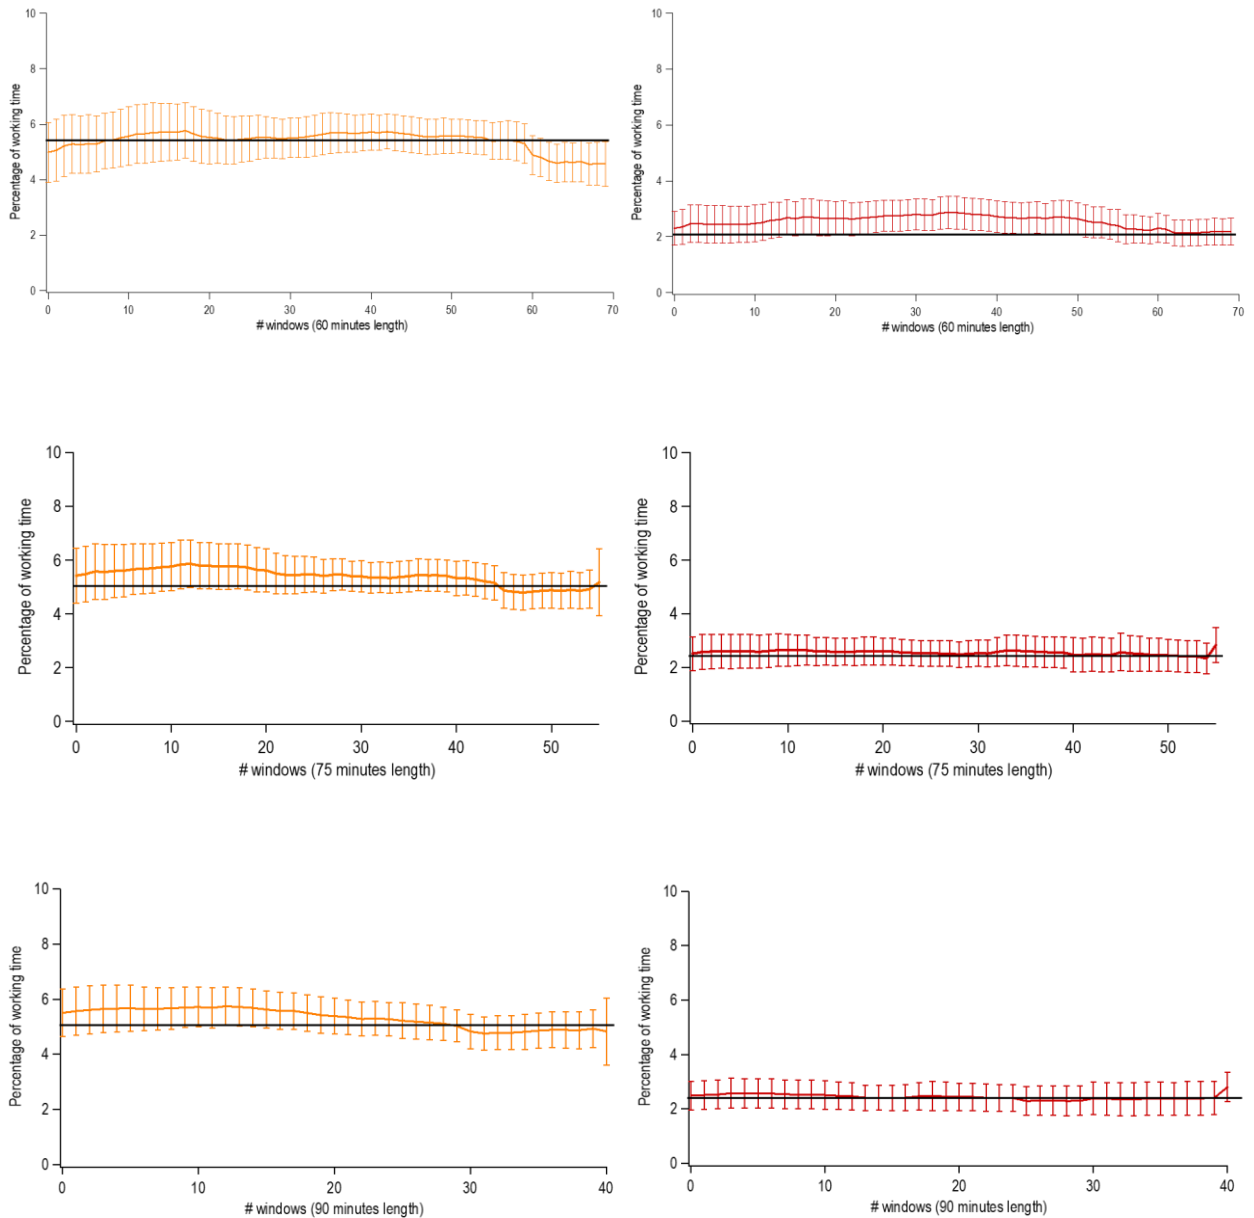 10
8
6
4
2
0
Percentage of working time
0 10 20 30 40 50 60 70
# windows (60 minutes length)
10
8
6
4
2
0
Percentage of working time
0 10 20 30 40 50 60 70
# windows (60 minutes length)
10
8
6
4
2
0
Percentage of working time
0 10 20 30 40 50
# windows (75 minutes length)
10
8
6
4
2
0
Percentage of working time
0 10 20 30 40 50
# windows (75 minutes length)
10
8
6
4
2
0
Percentage of working time
0 10 20 30 40
# windows (90 minutes length)
10
8
6
4
2
0
Percentage of working time
0 10 20 30 40
# windows (90 minutes length)